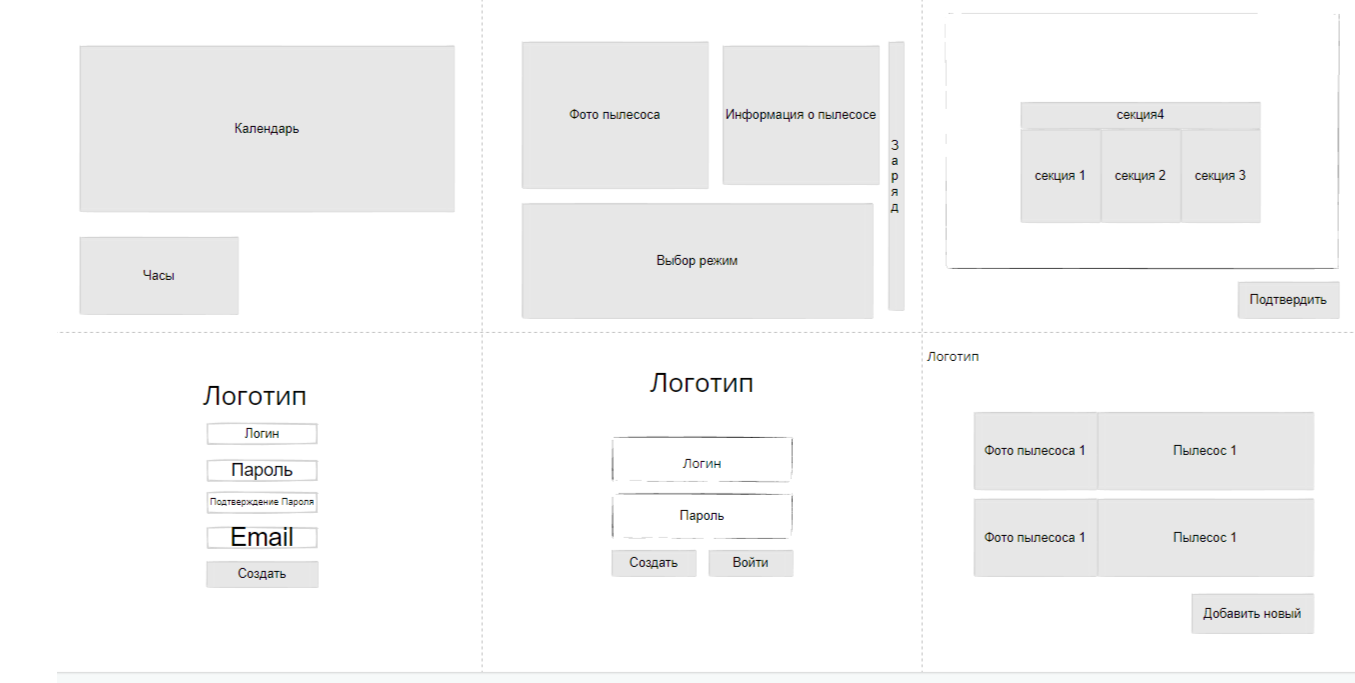 Календарь
Часы
Фото пылесоса
Информация о пылесосе
Заряд
Выбор режим
секция4
секция 1
секция 2
секция 3
Подтвердить
Логотип
Логин
Пароль
Подтверждение Пароля
Email
Создать
Логотип
Логин
Пароль
Создать
Войти
Логотип
Фото пылесоса 1
Пылесос 1
Фото пылесоса 1
Пылесос 1
Добавить новый